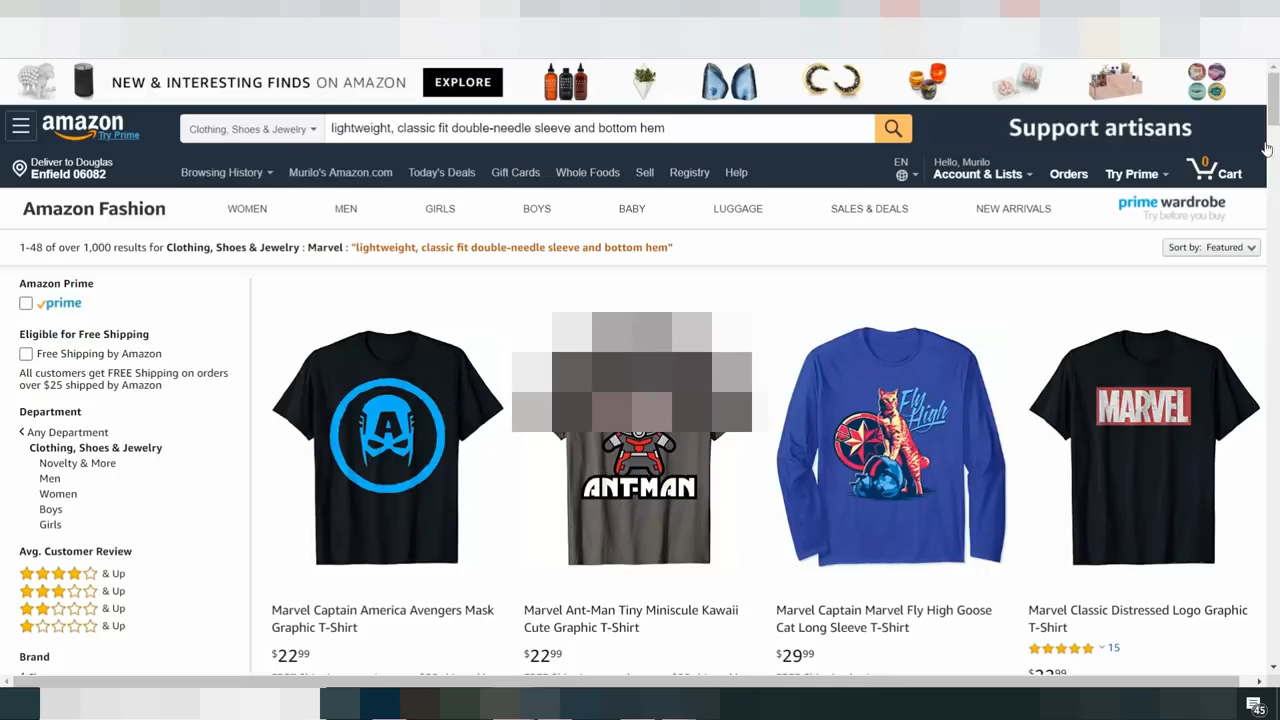 NEW & INTERESTING FINDS ON AMAZON EXPLORE
amazon
Try Prime
Clothing, Shoes & Jewelry
lightweight, classic fit double-needle sleeve and bottom hem
Support artisans
Deliver to Douglas
Enfield 06082
Browsing History
Murilo's Amazon.com
Today's Deals
Gift Cards
Whole Foods
Sell
Registry
Help
EN
Hello, Murilo
Account & Lists
Orders
Try Prime
0
Cart
Amazon Fashion
WOMEN
MEN
GIRLS
BOYS
BABY
LUGGAGE
SALES & DEALS
NEW ARRIVALS
prime wardrobe
Try before you buy
1-48 of over 1,000 results for Clothing, Shoes & Jewelry : Marvel : "lightweight, classic fit double-needle sleeve and bottom hem"
Sort by: Featured
Amazon Prime
prime
Eligible for Free Shipping
Free Shipping by Amazon
All customers get FREE Shipping on orders
over $25 shipped by Amazon
Department
Any Department
Clothing, Shoes & Jewelry
Novelty & More
Men
Women
Boys
Girls
Avg. Customer Review
& Up
& Up
& Up
& Up
Brand
A
ANT-MAN
Fly
High
MARVEL
Marvel Captain America Avengers Mask
Graphic T-Shirt
$2299
Marvel Ant-Man Tiny Miniscule Kawaii
Cute Graphic T-Shirt
$2299
Marvel Captain Marvel Fly High Goose
Cat Long Sleeve T-Shirt
$2999
Marvel Classic Distressed Logo Graphic
T-Shirt
15
45